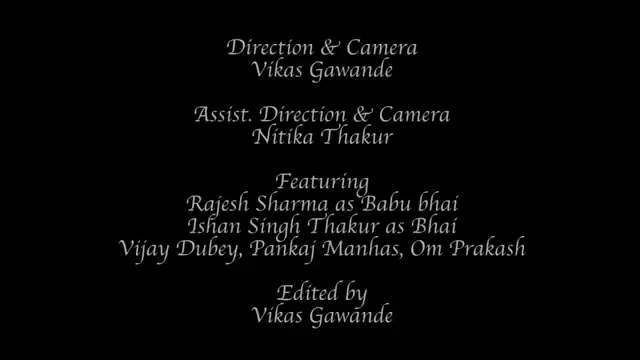 Direction & Camera
Vikas Gawande
Assist. Direction & Camera
Nitika Thakur
Featuring
Rajesh Sharma as Babu bhai
Ishan Singh Thakur as Bhai
Vijay Dubey, Pankaj Manhas, Om Prakash
Edited by
Vikas Gawande